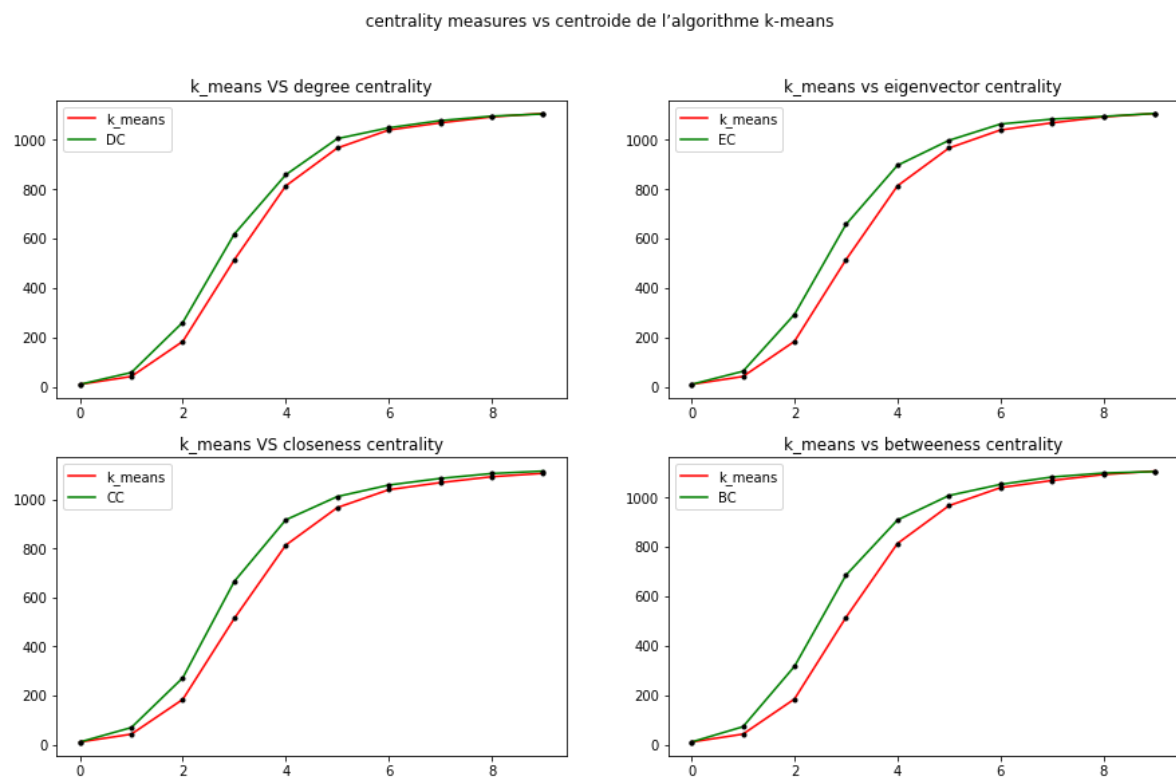 centrality measures vs centroide de l’algorithme k-means
k_means VS degree centrality
k_means
DC
1000
800
600
400
200
0
0 2 4 6 8
k_means vs eigenvector centrality
k_means
EC
1000
800
600
400
200
0
0 2 4 6 8
k_means VS closeness centrality
k_means
CC
1000
800
600
400
200
0
0 2 4 6 8
k_means vs betweeness centrality
k_means
BC
1000
800
600
400
200
0
0 2 4 6 8